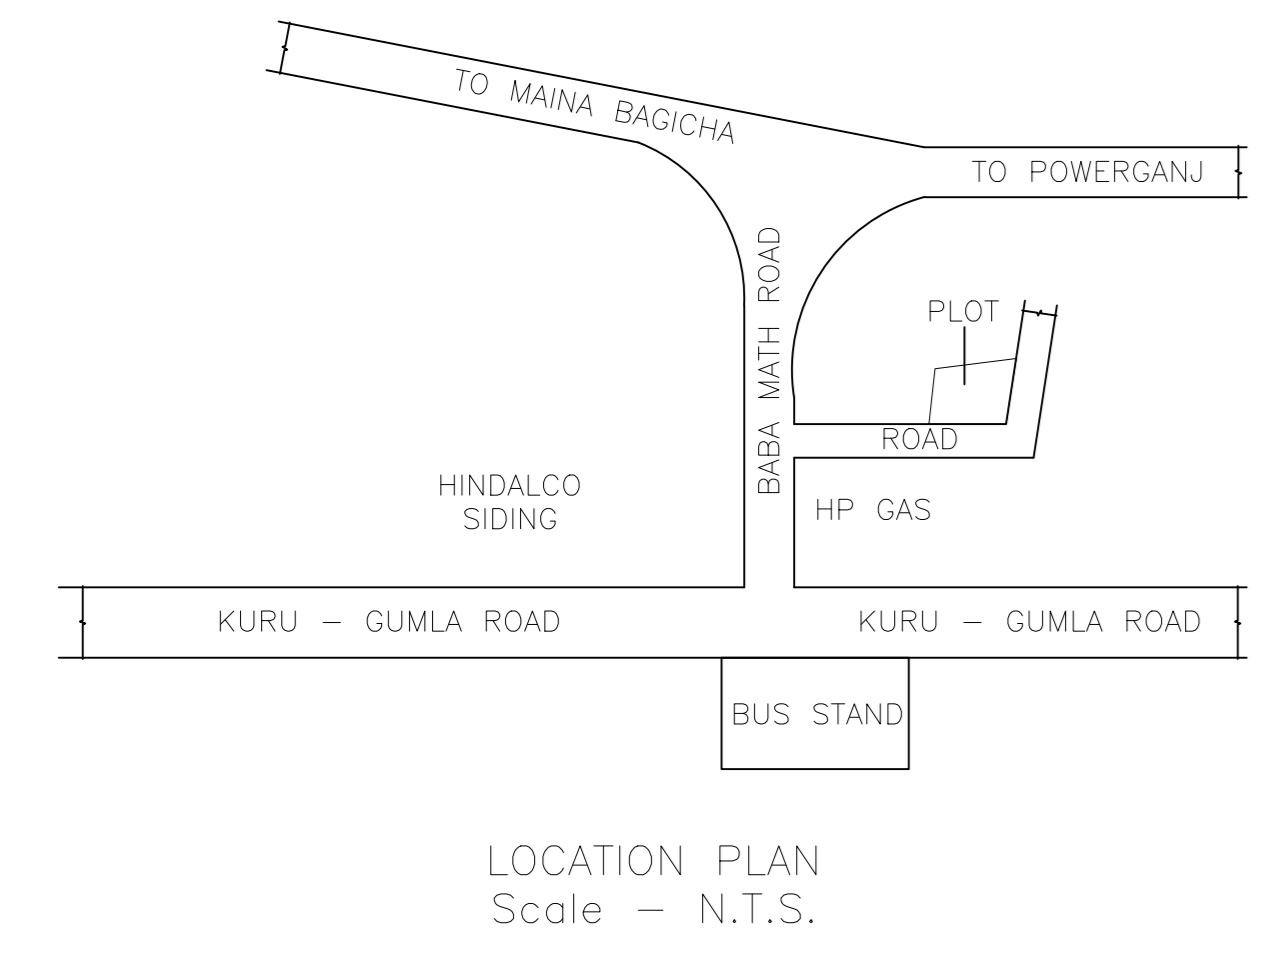 TO MAINA BAGICHA
TO POWERGANJ
BABA MATH ROAD
PLOT
ROAD
HINDALCO
SIDING
HP GAS
KURU - GUMLA ROAD
KURU - GUMLA ROAD
BUS STAND
LOCATION PLAN
Scale - N.T.S.